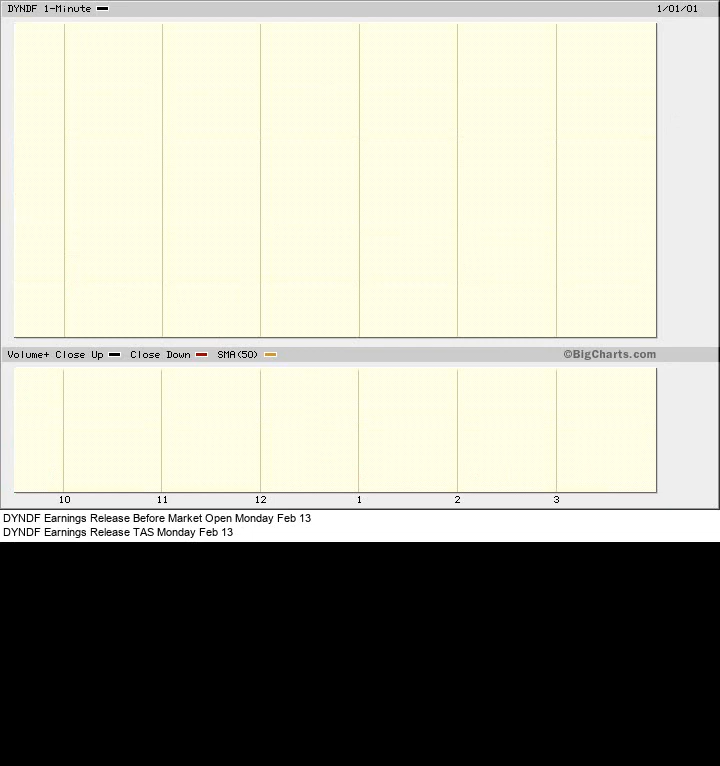 DYNDF 1-Minute 1/01/01
Volume+ Close Up Close Down SMA(50) ©BigCharts.com
10 11 12 1 2 3
DYNDF Earnings Release Before Market Open Monday Feb 13
DYNDF Earnings Release TAS Monday Feb 13